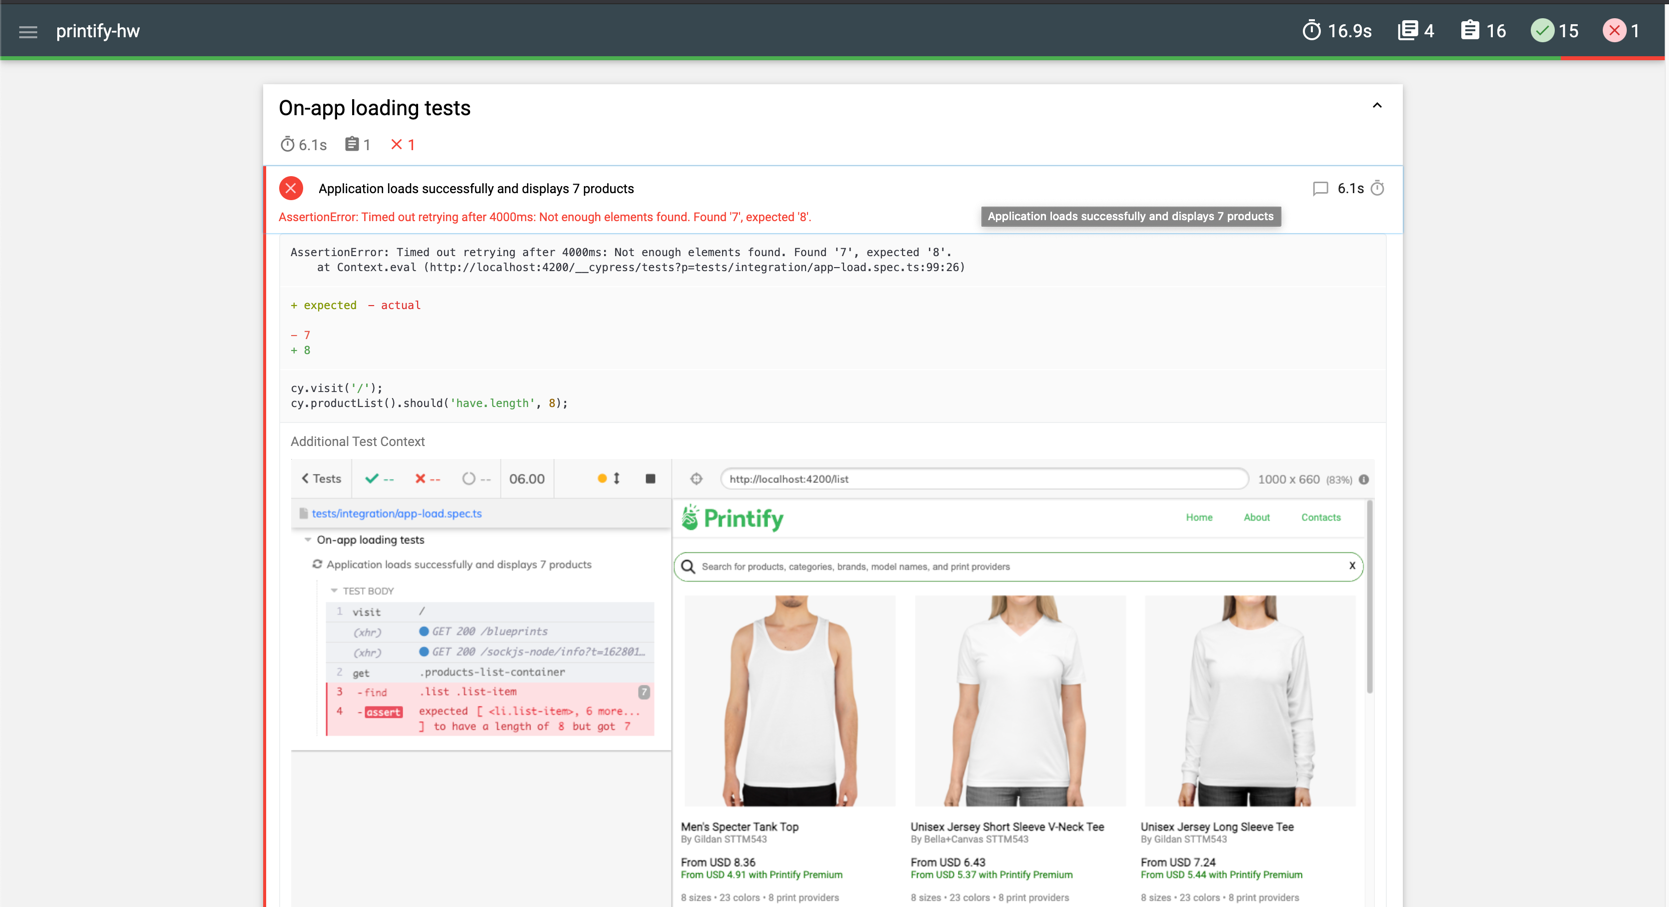 printify-hw
16.9s 4 16 15 1
On-app loading tests
6.1s 1 1
Application loads successfully and displays 7 products 6.1s
AssertionError: Timed out retrying after 4000ms: Not enough elements found. Found '7', expected '8'.
Application loads successfully and displays 7 products
AssertionError: Timed out retrying after 4000ms: Not enough elements found. Found '7', expected '8'.
at Context.eval (http://localhost:4200/__cypress/tests?p=tests/integration/app-load.spec.ts:99:26)
+ expected - actual
- 7
+ 8
cy.visit('/');
cy.productList().should('have.length', 8);
Additional Test Context
Tests -- -- -- 06.00
http://localhost:4200/list 1000 x 660 (83%)
tests/integration/app-load.spec.ts
On-app loading tests
Application loads successfully and displays 7 products
TEST BODY
1 visit /
(xhr) GET 200 /blueprints
(xhr) GET 200 /sockjs-node/info?t=162801...
2 get .products-list-container
3 -find .list .list-item 7
4 -assert expected [ <li.list-item>, 6 more...
] to have a length of 8 but got 7
Printify
Home About Contacts
Search for products, categories, brands, model names, and print providers X
Men's Specter Tank Top
By Gildan STTM543
From USD 8.36
From USD 4.91 with Printify Premium
8 sizes • 23 colors • 8 print providers
Unisex Jersey Short Sleeve V-Neck Tee
By Bella+Canvas STTM543
From USD 6.43
From USD 5.37 with Printify Premium
8 sizes • 23 colors • 8 print providers
Unisex Jersey Long Sleeve Tee
By Gildan STTM543
From USD 7.24
From USD 5.44 with Printify Premium
8 sizes • 23 colors • 8 print providers